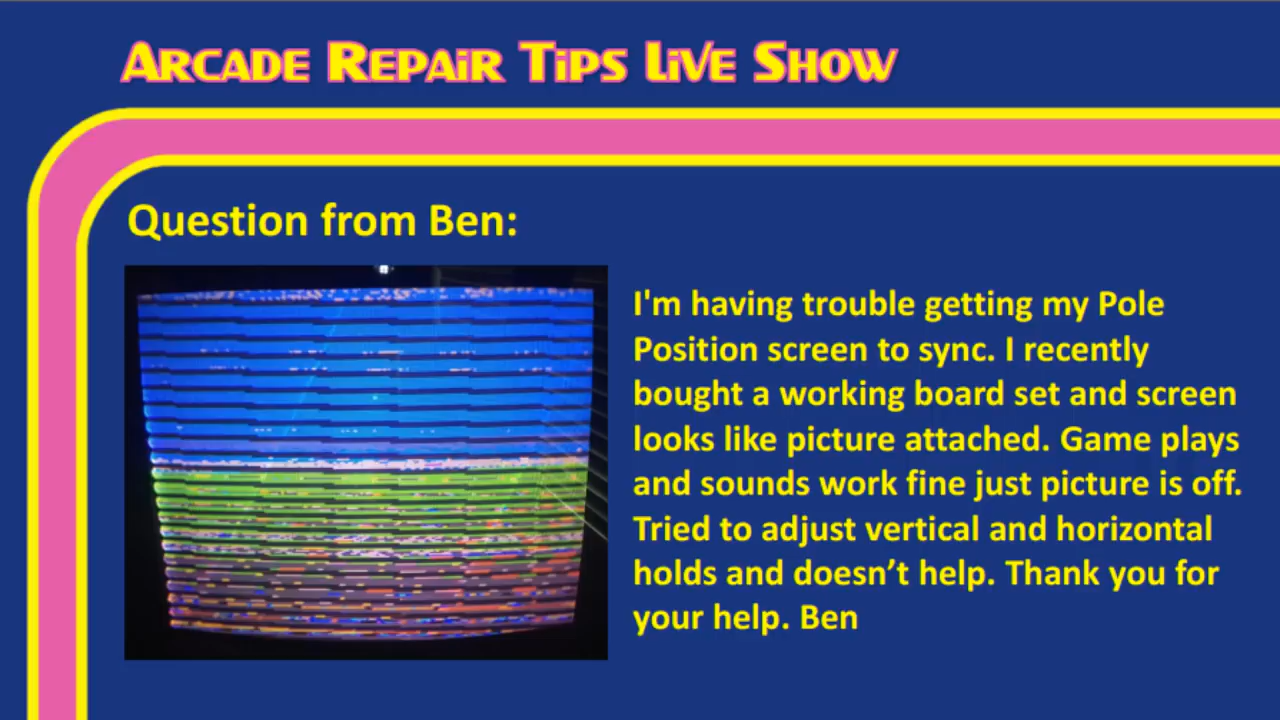 Arcade Repair Tips Live Show
Question from Ben:
I'm having trouble getting my Pole
Position screen to sync. I recently
bought a working board set and screen
looks like picture attached. Game plays
and sounds work fine just picture is off.
Tried to adjust vertical and horizontal
holds and doesn’t help. Thank you for
your help. Ben